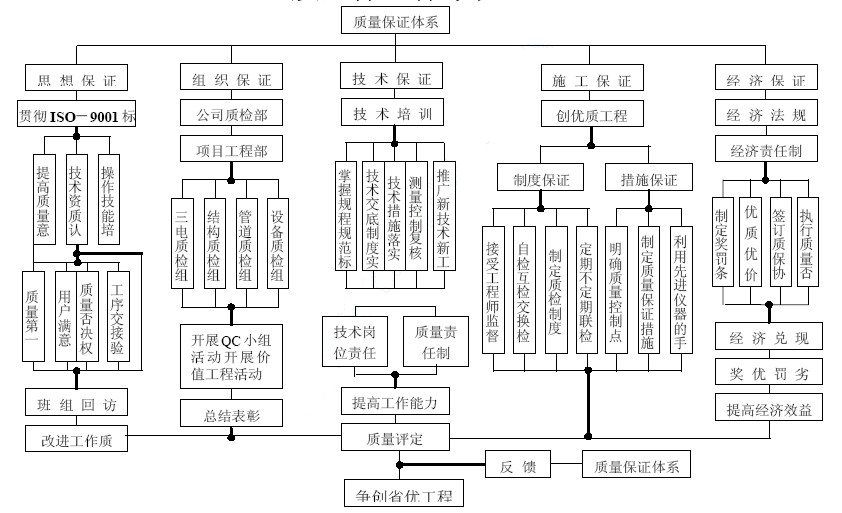 质量保证体系
思想保证
组织保证
技术保证
施工保证
经济保证
贯彻 ISO－9001 标
公司质检部
技术培训
创优质工程
经济法规
项目工程部
经济责任制
提高质量意
技术资质认
操作技能培
三电质检组
结构质检组
管道质检组
设备质检组
掌握规程规范标
技术交底制度实
技术措施落实
测量控制复核
推广新技术新工
制度保证
措施保证
接受工程师监督
自检互检交换检
制定质检制度
定期不定期联检
明确质量控制点
制定质量保证措施
利用先进仪器的手
制定奖罚条
优质优价
签订质保协
执行质量否
质量第一
用户满意
质量否决权
工序交接验
开展QC小组
活动开展价
值工程活动
技术岗
位责任
质量责
任制
经济兑现
奖优罚劣
班组回访
总结表彰
提高工作能力
提高经济效益
改进工作质
质量评定
反馈
质量保证体系
争创省优工程